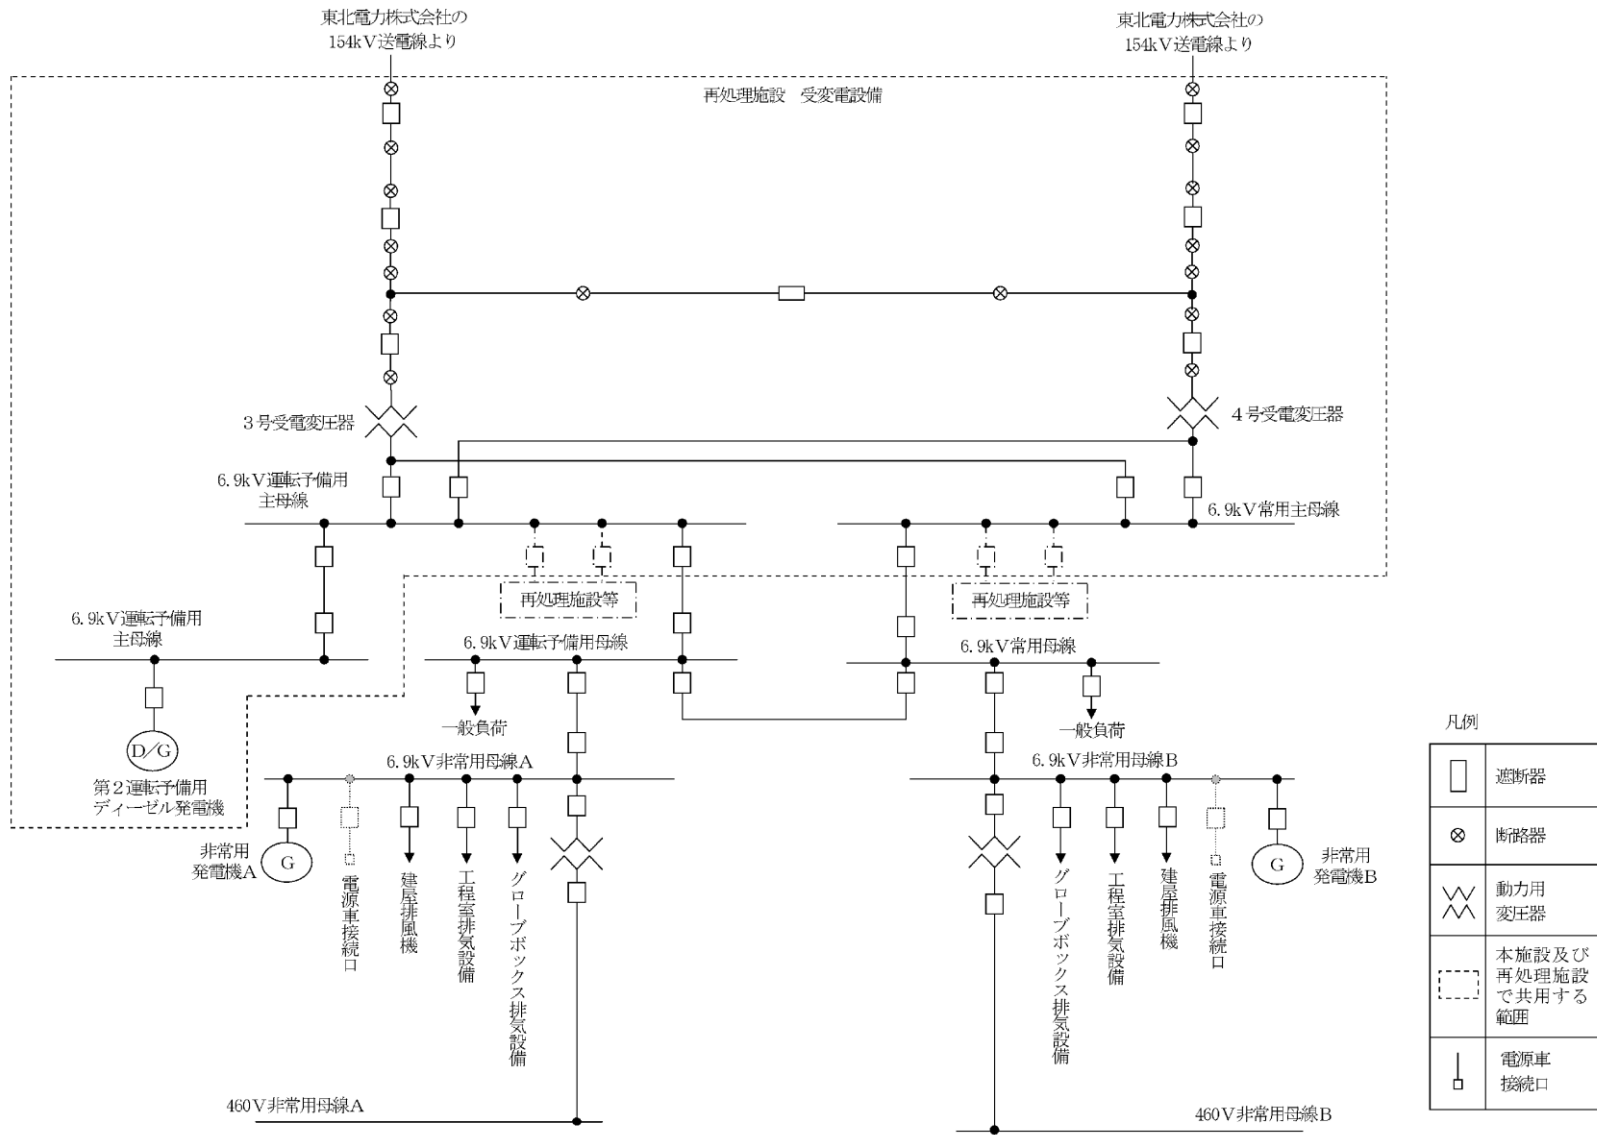 東北電力株式会社の
154kV送電線より
東北電力株式会社の
154kV送電線より
再処理施設　受変電設備
3号受電変圧器
4号受電変圧器
6.9kV運転予備用
主母線
6.9kV常用主母線
再処理施設等
再処理施設等
6.9kV運転予備用
主母線
6.9kV運転予備用母線
6.9kV常用母線
一般負荷
一般負荷
D/G
第2運転予備用
ディーゼル発電機
6.9kV非常用母線A
6.9kV非常用母線B
非常用
発電機A
G
電源車接続口
建屋排風機
工程室排気設備
グローブボックス排気設備
グローブボックス排気設備
工程室排気設備
建屋排風機
電源車接続口
G
非常用
発電機B
460V非常用母線A
460V非常用母線B
凡例
遮断器
断路器
動力用
変圧器
本施設及び
再処理施設
で共用する
範囲
電源車
接続口